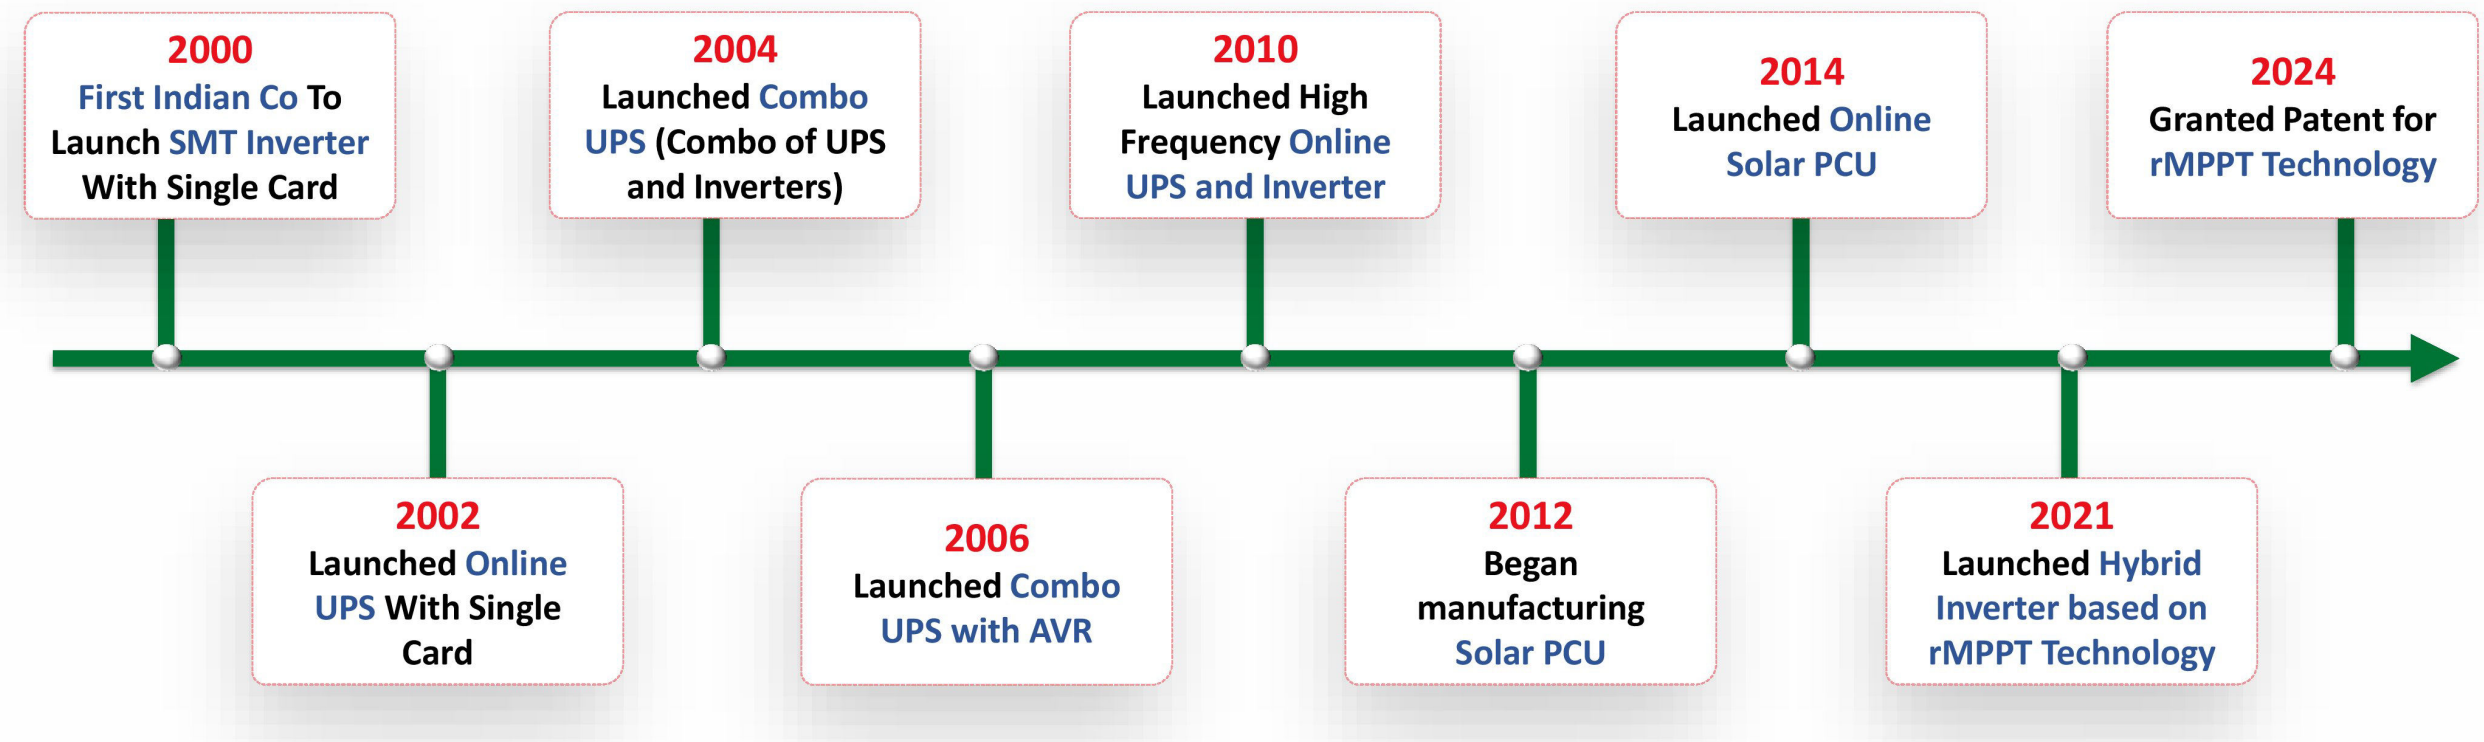 2000
First Indian Co To
Launch SMT Inverter
With Single Card
2002
Launched Online
UPS With Single
Card
2004
Launched Combo
UPS (Combo of UPS
and Inverters)
2006
Launched Combo
UPS with AVR
2010
Launched High
Frequency Online
UPS and Inverter
2012
Began
manufacturing
Solar PCU
2014
Launched Online
Solar PCU
2021
Launched Hybrid
Inverter based on
rMPPT Technology
2024
Granted Patent for
rMPPT Technology